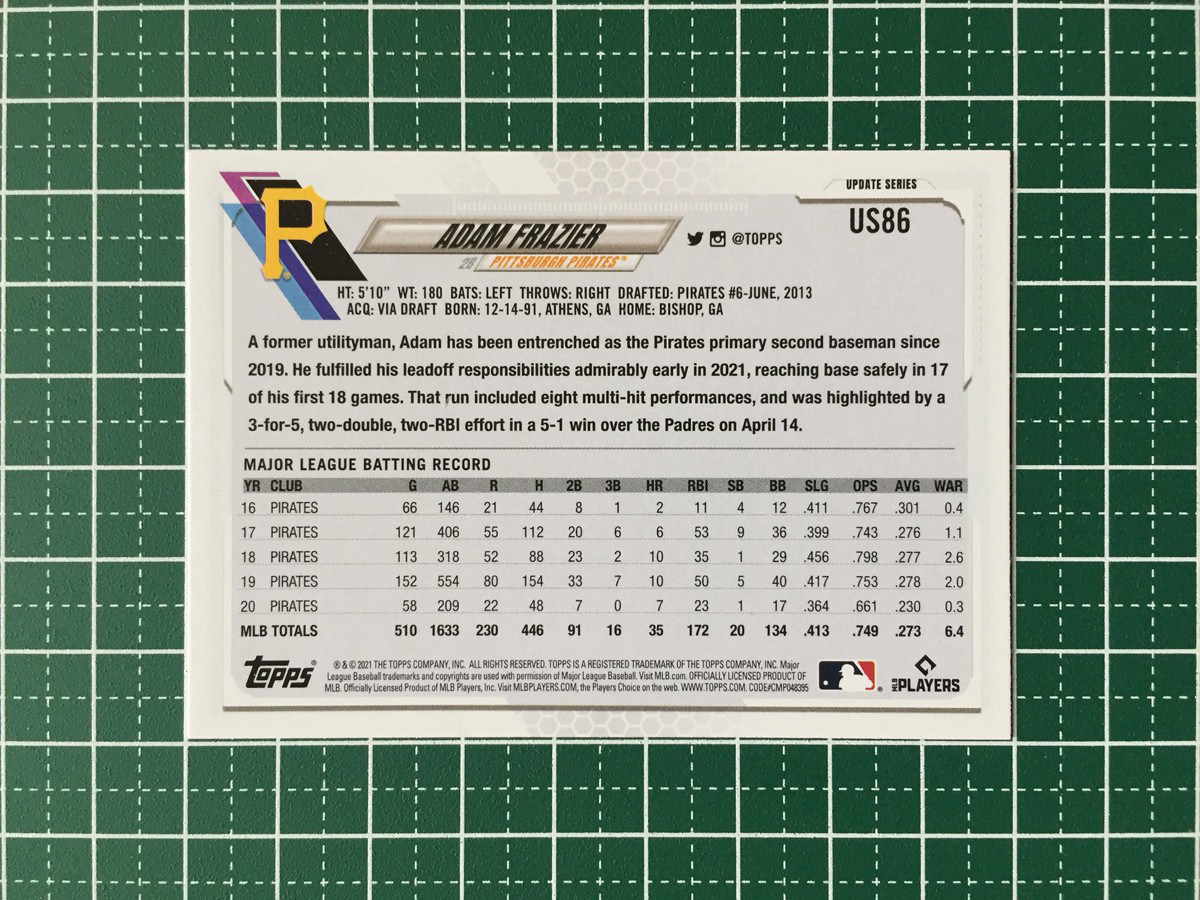 UPDATE SERIES
US86
P
ADAM FRAZIER
@TOPPS
2B PITTSBURGH PIRATES®
HT: 5'10" WT: 180 BATS: LEFT THROWS: RIGHT DRAFTED: PIRATES #6-JUNE, 2013
ACQ: VIA DRAFT BORN: 12-14-91, ATHENS, GA HOME: BISHOP, GA
A former utilityman, Adam has been entrenched as the Pirates primary second baseman since
2019. He fulfilled his leadoff responsibilities admirably early in 2021, reaching base safely in 17
of his first 18 games. That run included eight multi-hit performances, and was highlighted by a
3-for-5, two-double, two-RBI effort in a 5-1 win over the Padres on April 14.
MAJOR LEAGUE BATTING RECORD
YR CLUB G AB R H 2B 3B HR RBI SB BB SLG OPS AVG WAR
16 PIRATES 66 146 21 44 8 1 2 11 4 12 .411 .767 .301 0.4
17 PIRATES 121 406 55 112 20 6 6 53 9 36 .399 .743 .276 1.1
18 PIRATES 113 318 52 88 23 2 10 35 1 29 .456 .798 .277 2.6
19 PIRATES 152 554 80 154 33 7 10 50 5 40 .417 .753 .278 2.0
20 PIRATES 58 209 22 48 7 0 7 23 1 17 .364 .661 .230 0.3
MLB TOTALS 510 1633 230 446 91 16 35 172 20 134 .413 .749 .273 6.4
TOPPS®
® & © 2021 THE TOPPS COMPANY, INC. ALL RIGHTS RESERVED. TOPPS IS A REGISTERED TRADEMARK OF THE TOPPS COMPANY, INC. Major
League Baseball trademarks and copyrights are used with permission of Major League Baseball. Visit MLB.com. OFFICIALLY LICENSED PRODUCT OF
MLB. Officially Licensed Product of MLB Players, Inc. Visit MLBPLAYERS.COM, the Players Choice on the web. WWW.TOPPS.COM. CODE#CMP048395
MLB PLAYERS